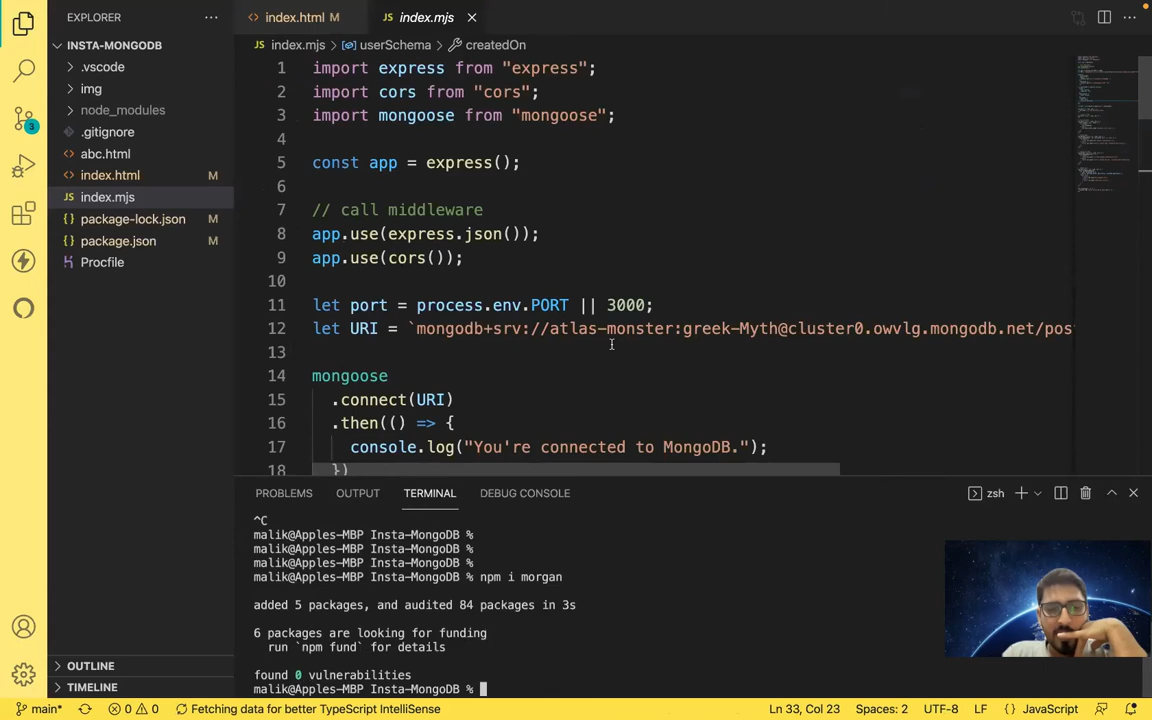 EXPLORER
INSTA-MONGODB
.vscode
img
node_modules
.gitignore
abc.html
index.html M
JS index.mjs
{} package-lock.json M
{} package.json M
Procfile
OUTLINE
TIMELINE
3
index.html M
JS index.mjs
JS index.mjs > userSchema > createdOn
1 import express from "express";
2 import cors from "cors";
3 import mongoose from "mongoose";
4
5 const app = express();
6
7 // call middleware
8 app.use(express.json());
9 app.use(cors());
10
11 let port = process.env.PORT || 3000;
12 let URI = `mongodb+srv://atlas-monster:greek-Myth@cluster0.owvlg.mongodb.net/pos
13
14 mongoose
15 .connect(URI)
16 .then(() => {
17 console.log("You're connected to MongoDB.");
18 })
PROBLEMS OUTPUT TERMINAL DEBUG CONSOLE
zsh
^C
malik@Apples-MBP Insta-MongoDB %
malik@Apples-MBP Insta-MongoDB %
malik@Apples-MBP Insta-MongoDB %
malik@Apples-MBP Insta-MongoDB % npm i morgan
added 5 packages, and audited 84 packages in 3s
6 packages are looking for funding
run `npm fund` for details
found 0 vulnerabilities
malik@Apples-MBP Insta-MongoDB %
main* 0 0 Fetching data for better TypeScript IntelliSense Ln 33, Col 23 Spaces: 2 UTF-8 LF {} JavaScript